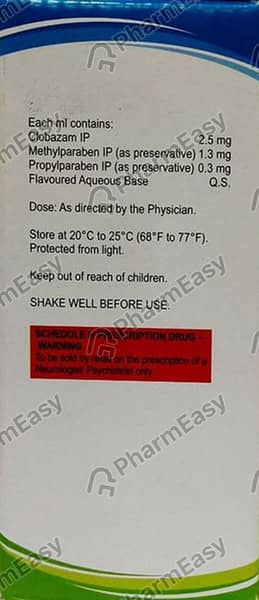 Each ml contains:
Clobazam IP 2.5 mg
Methylparaben IP (as preservative) 1.3 mg
Propylparaben IP (as preservative) 0.3 mg
Flavoured Aqueous Base Q.S.
Dose: As directed by the Physician.
Store at 20°C to 25°C (68°F to 77°F).
Protected from light.
Keep out of reach of children.
SHAKE WELL BEFORE USE.
SCHEDULE PRESCRIPTION DRUG -
WARNING
To be sold by retail on the prescription of a
Neurologist Psychiatrist only
PharmEasy